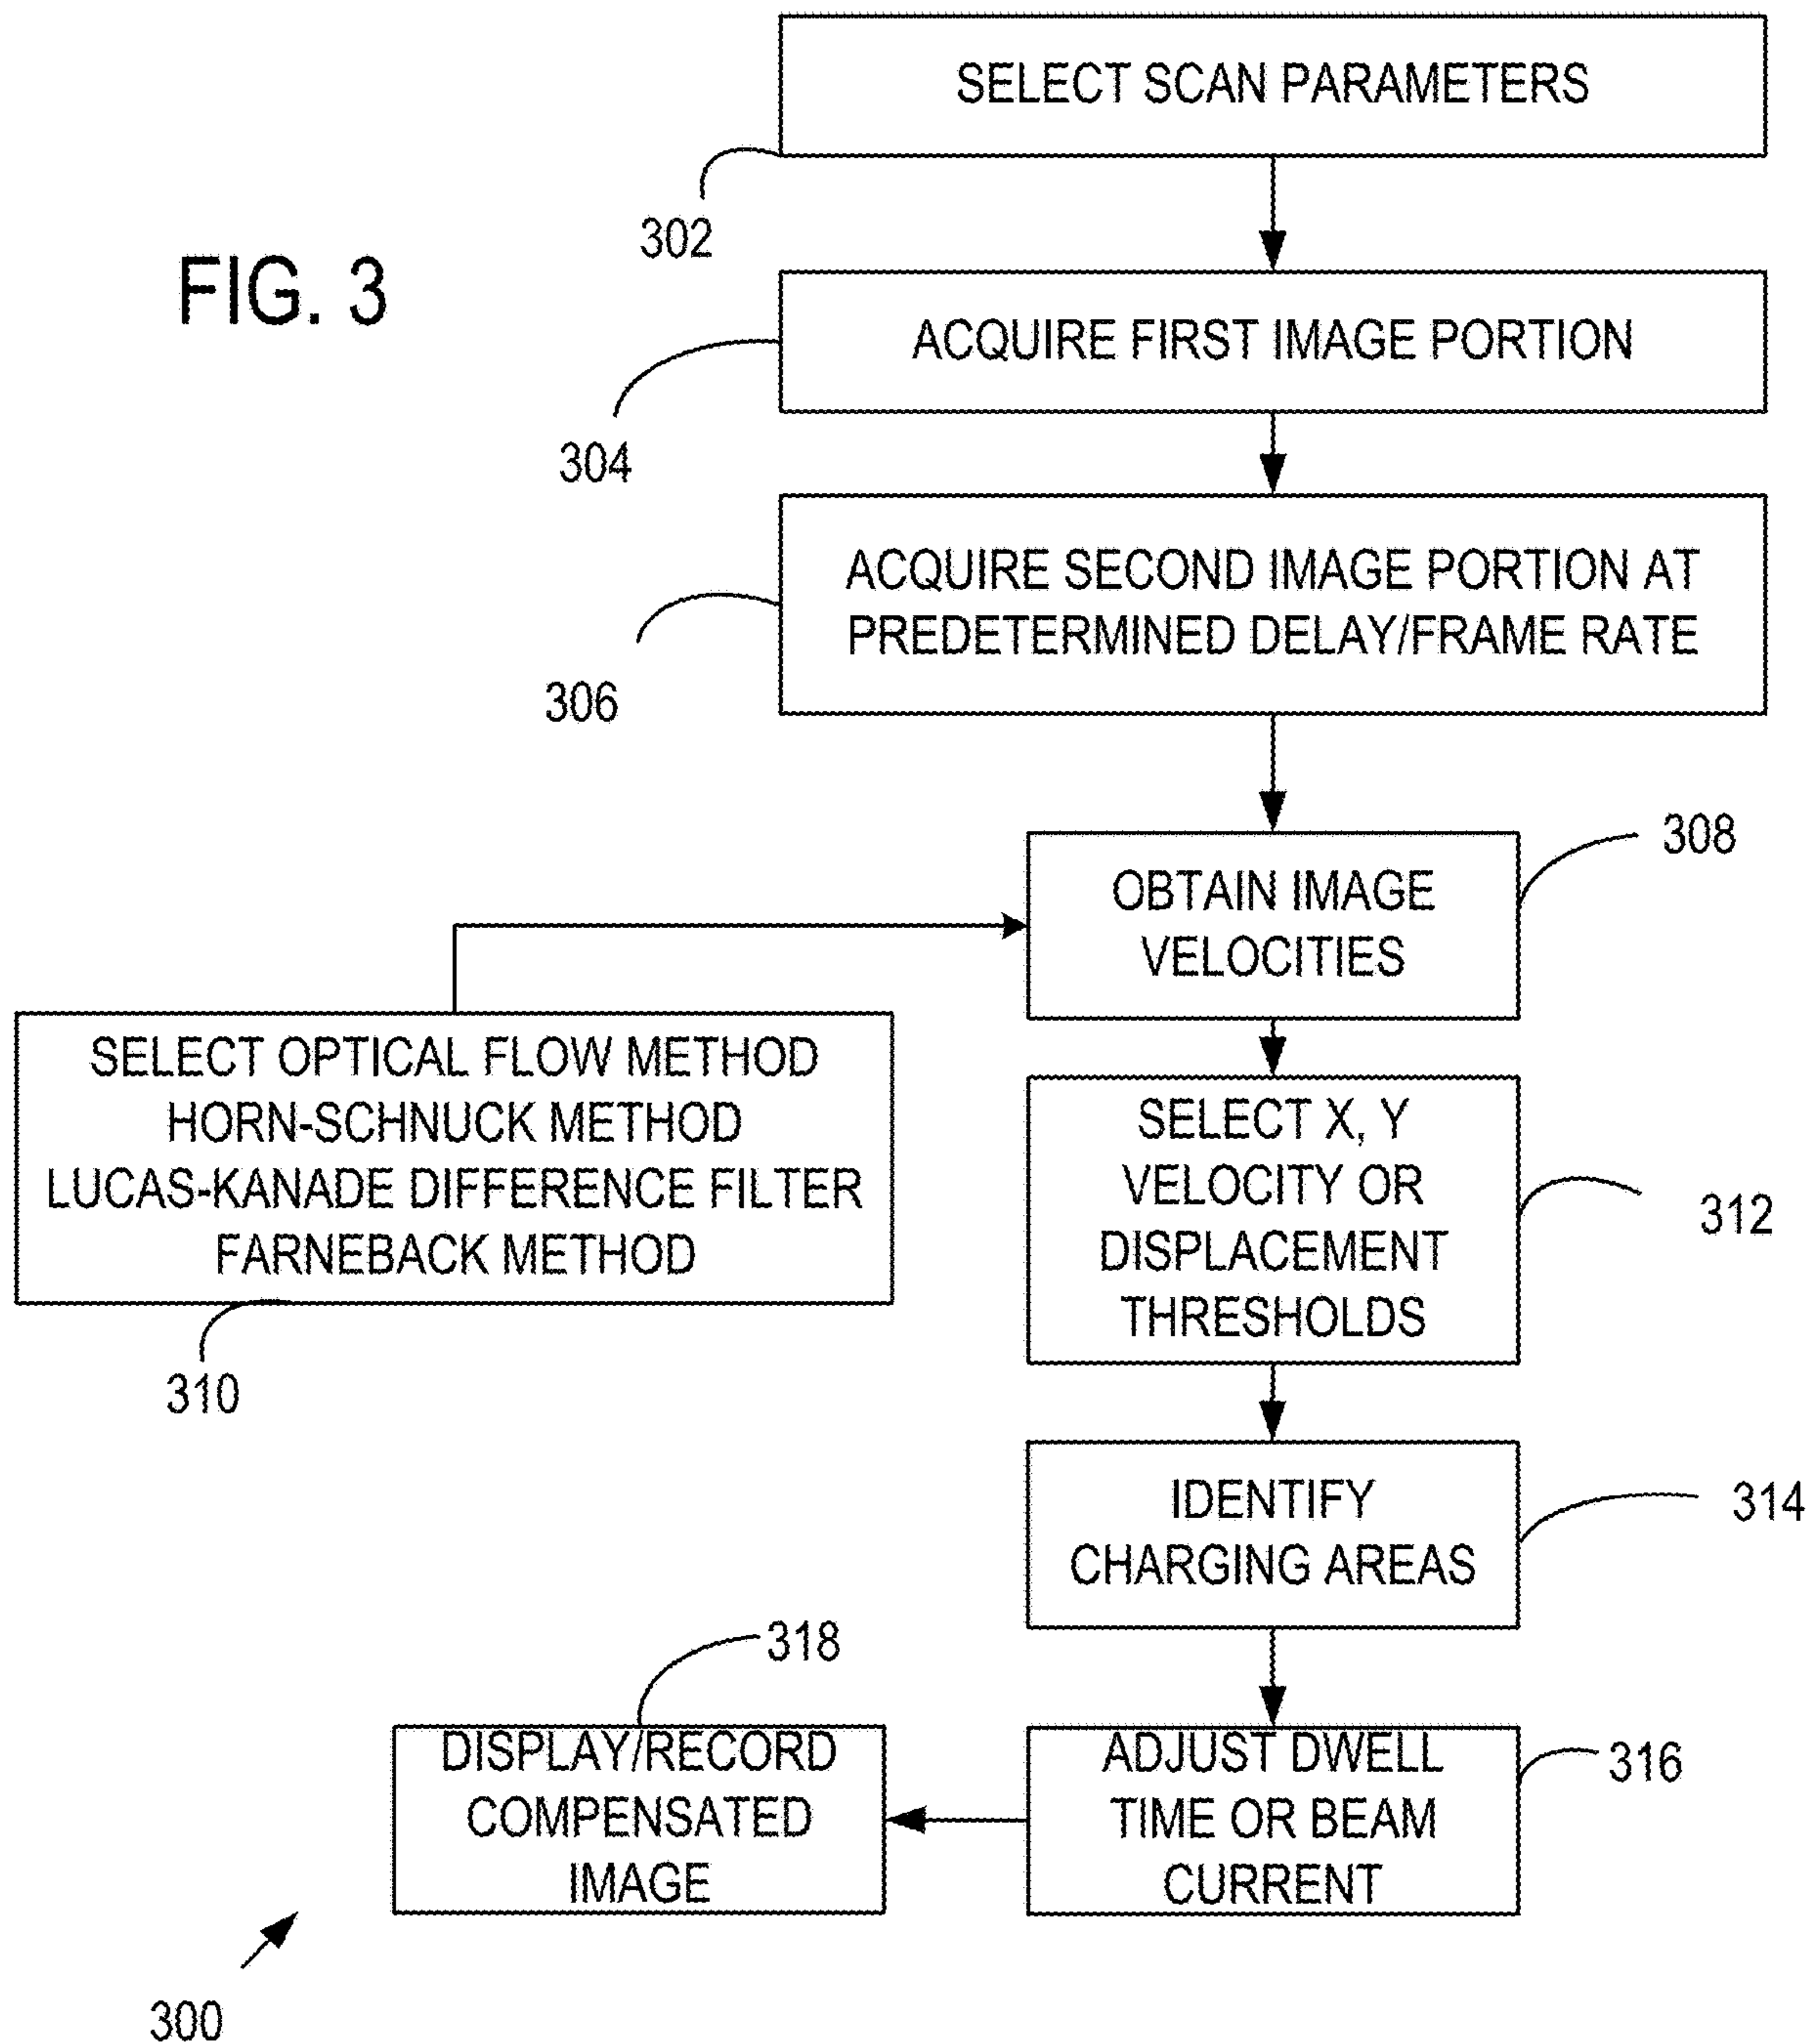 SELECT SCAN PARAMETERS
302
FIG. 3
ACQUIRE FIRST IMAGE PORTION
304
ACQUIRE SECOND IMAGE PORTION AT
PREDETERMINED DELAY/FRAME RATE
306
308
OBTAIN IMAGE
VELOCITIES
SELECT OPTICAL FLOW METHOD
HORN-SCHNUCK METHOD
LUCAS-KANADE DIFFERENCE FILTER
FARNEBACK METHOD
310
SELECT X, Y
VELOCITY OR
DISPLACEMENT
THRESHOLDS
312
IDENTIFY
CHARGING AREAS
314
318
DISPLAY/RECORD
COMPENSATED
IMAGE
ADJUST DWELL
TIME OR BEAM
CURRENT
316
300